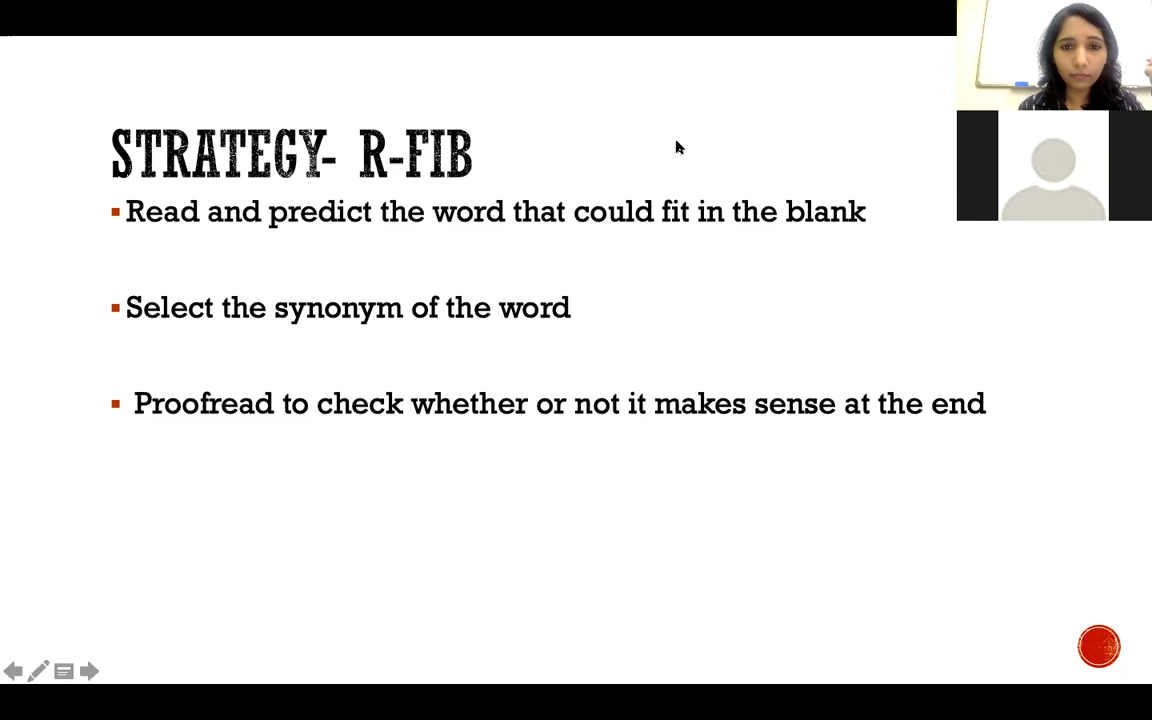 STRATEGY- R-FIB
Read and predict the word that could fit in the blank
Select the synonym of the word
Proofread to check whether or not it makes sense at the end